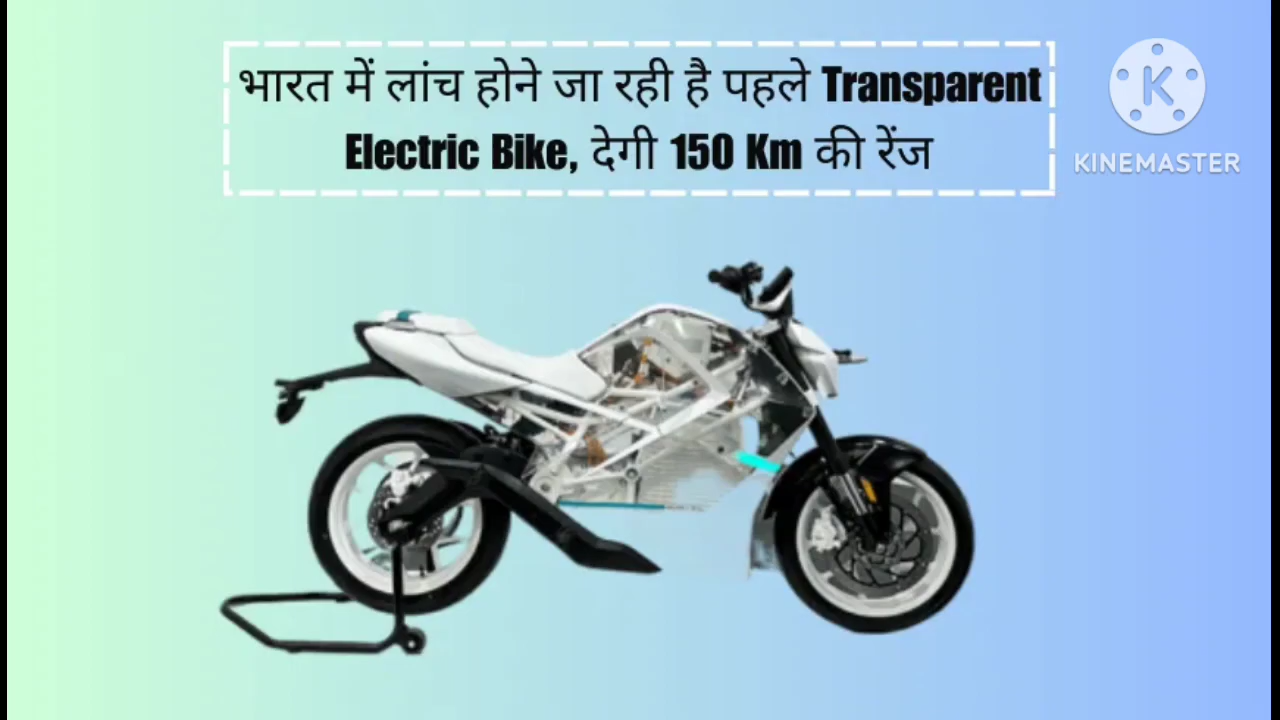 भारत में लांच होने जा रही है पहले Transparent
Electric Bike, देगी 150 Km की रेंज
K
KINEMASTER